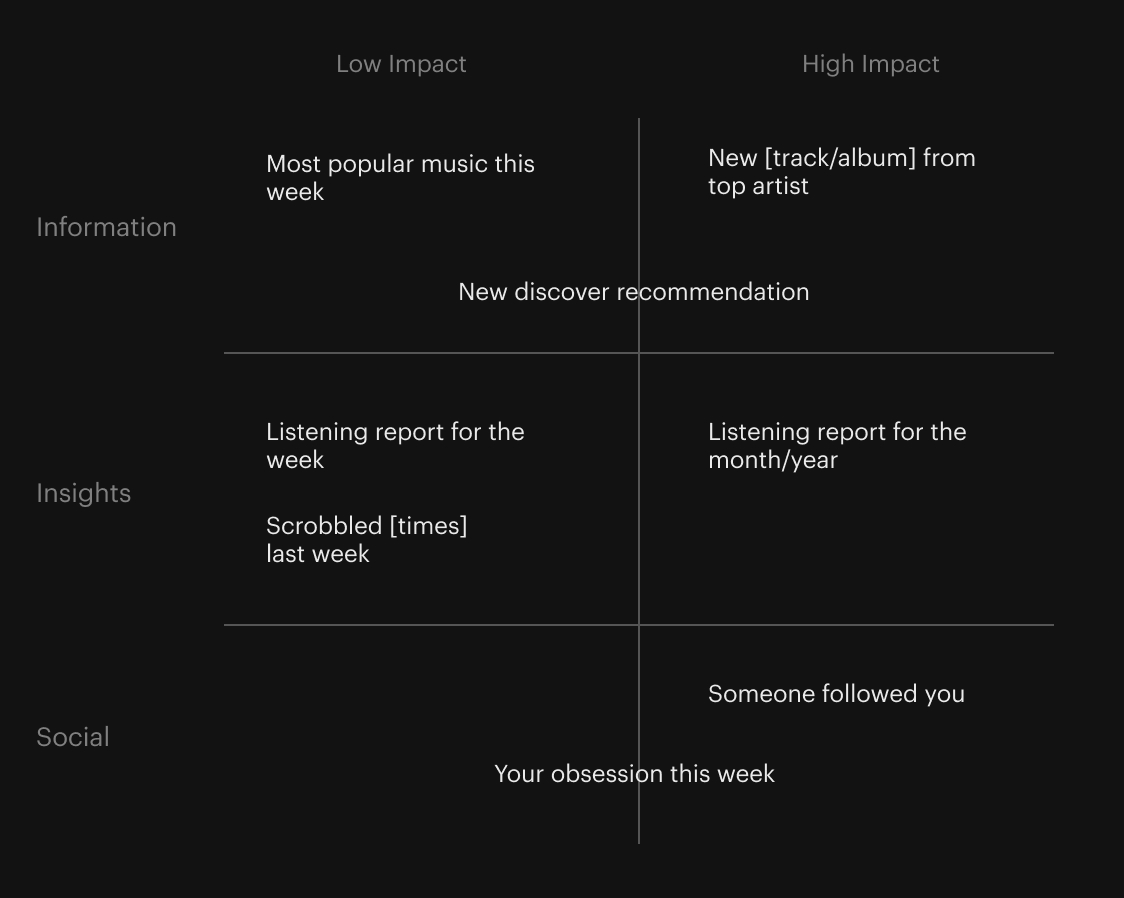 Low Impact
High Impact
Information
Most popular music this
week
New [track/album] from
top artist
New discover recommendation
Insights
Listening report for the
week
Scrobbled [times]
last week
Listening report for the
month/year
Social
Someone followed you
Your obsession this week